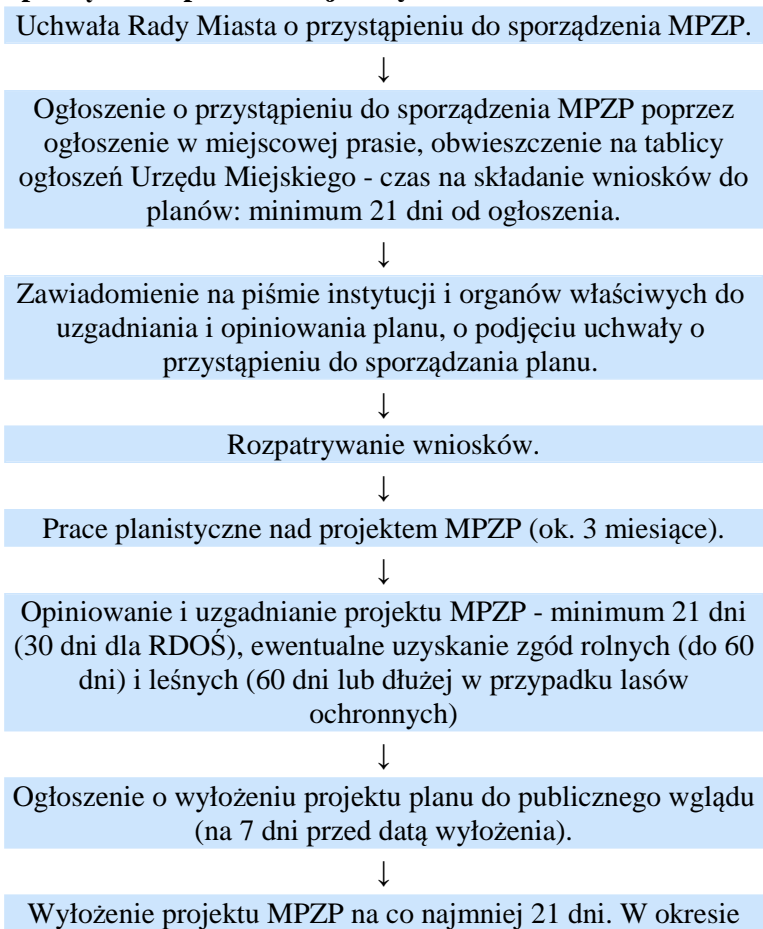 Uchwała Rady Miasta o przystąpieniu do sporządzenia MPZP.
↓
Ogłoszenie o przystąpieniu do sporządzenia MPZP poprzez
ogłoszenie w miejscowej prasie, obwieszczenie na tablicy
ogłoszeń Urzędu Miejskiego - czas na składanie wniosków do
planów: minimum 21 dni od ogłoszenia.
↓
Zawiadomienie na piśmie instytucji i organów właściwych do
uzgadniania i opiniowania planu, o podjęciu uchwały o
przystąpieniu do sporządzania planu.
↓
Rozpatrywanie wniosków.
↓
Prace planistyczne nad projektem MPZP (ok. 3 miesiące).
↓
Opiniowanie i uzgadnianie projektu MPZP - minimum 21 dni
(30 dni dla RDOŚ), ewentualne uzyskanie zgód rolnych (do 60
dni) i leśnych (60 dni lub dłużej w przypadku lasów
ochronnych)
↓
Ogłoszenie o wyłożeniu projektu planu do publicznego wglądu
(na 7 dni przed datą wyłożenia).
↓
Wyłożenie projektu MPZP na co najmniej 21 dni. W okresie